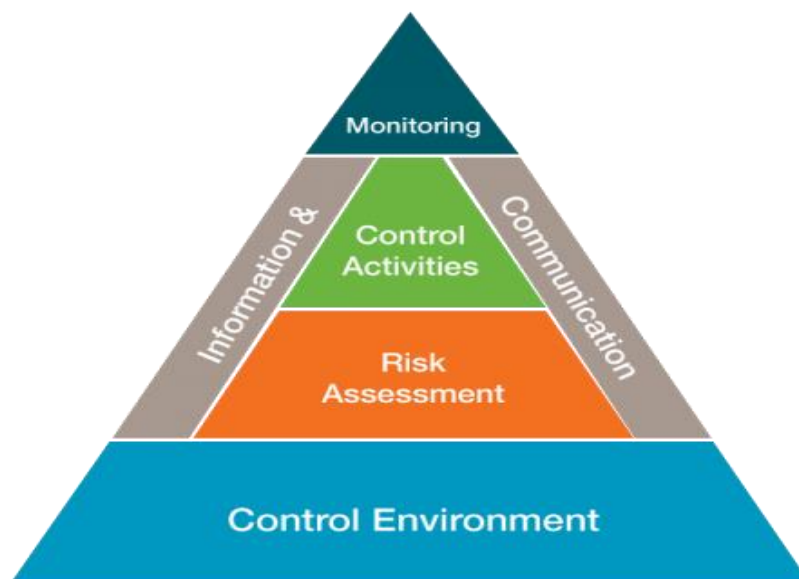 Monitoring
Information &
Communication
Control
Activities
Risk
Assessment
Control Environment